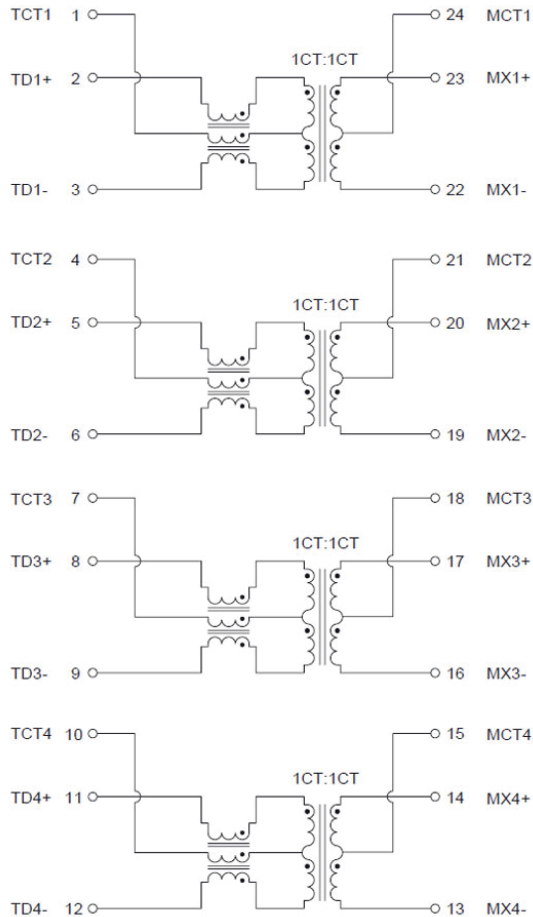 TCT1 1 24 MCT1
1CT:1CT
TD1+ 2 23 MX1+
TD1- 3 22 MX1-
TCT2 4 21 MCT2
1CT:1CT
TD2+ 5 20 MX2+
TD2- 6 19 MX2-
TCT3 7 18 MCT3
1CT:1CT
TD3+ 8 17 MX3+
TD3- 9 16 MX3-
TCT4 10 15 MCT4
1CT:1CT
TD4+ 11 14 MX4+
TD4- 12 13 MX4-